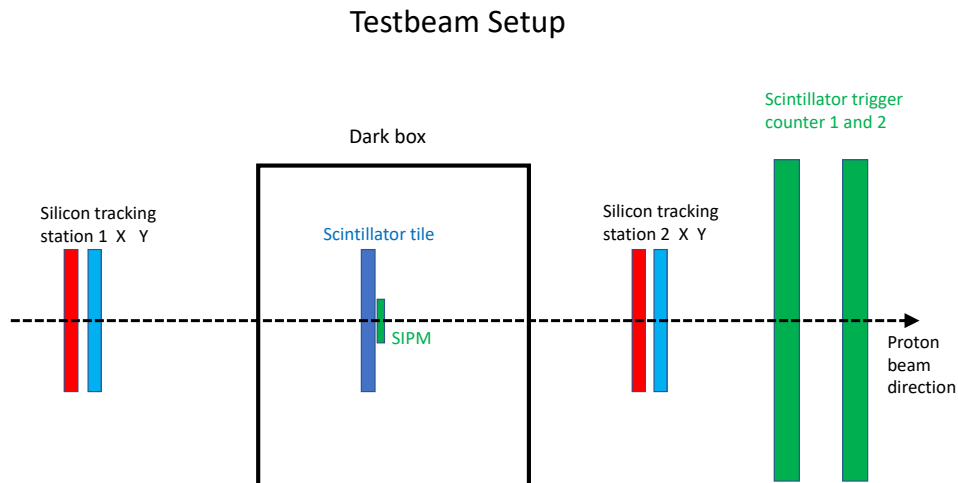 Testbeam Setup
Scintillator trigger
counter 1 and 2
Dark box
Silicon tracking
station 1 X Y
Scintillator tile
Silicon tracking
station 2 X Y
SIPM
Proton
beam
direction